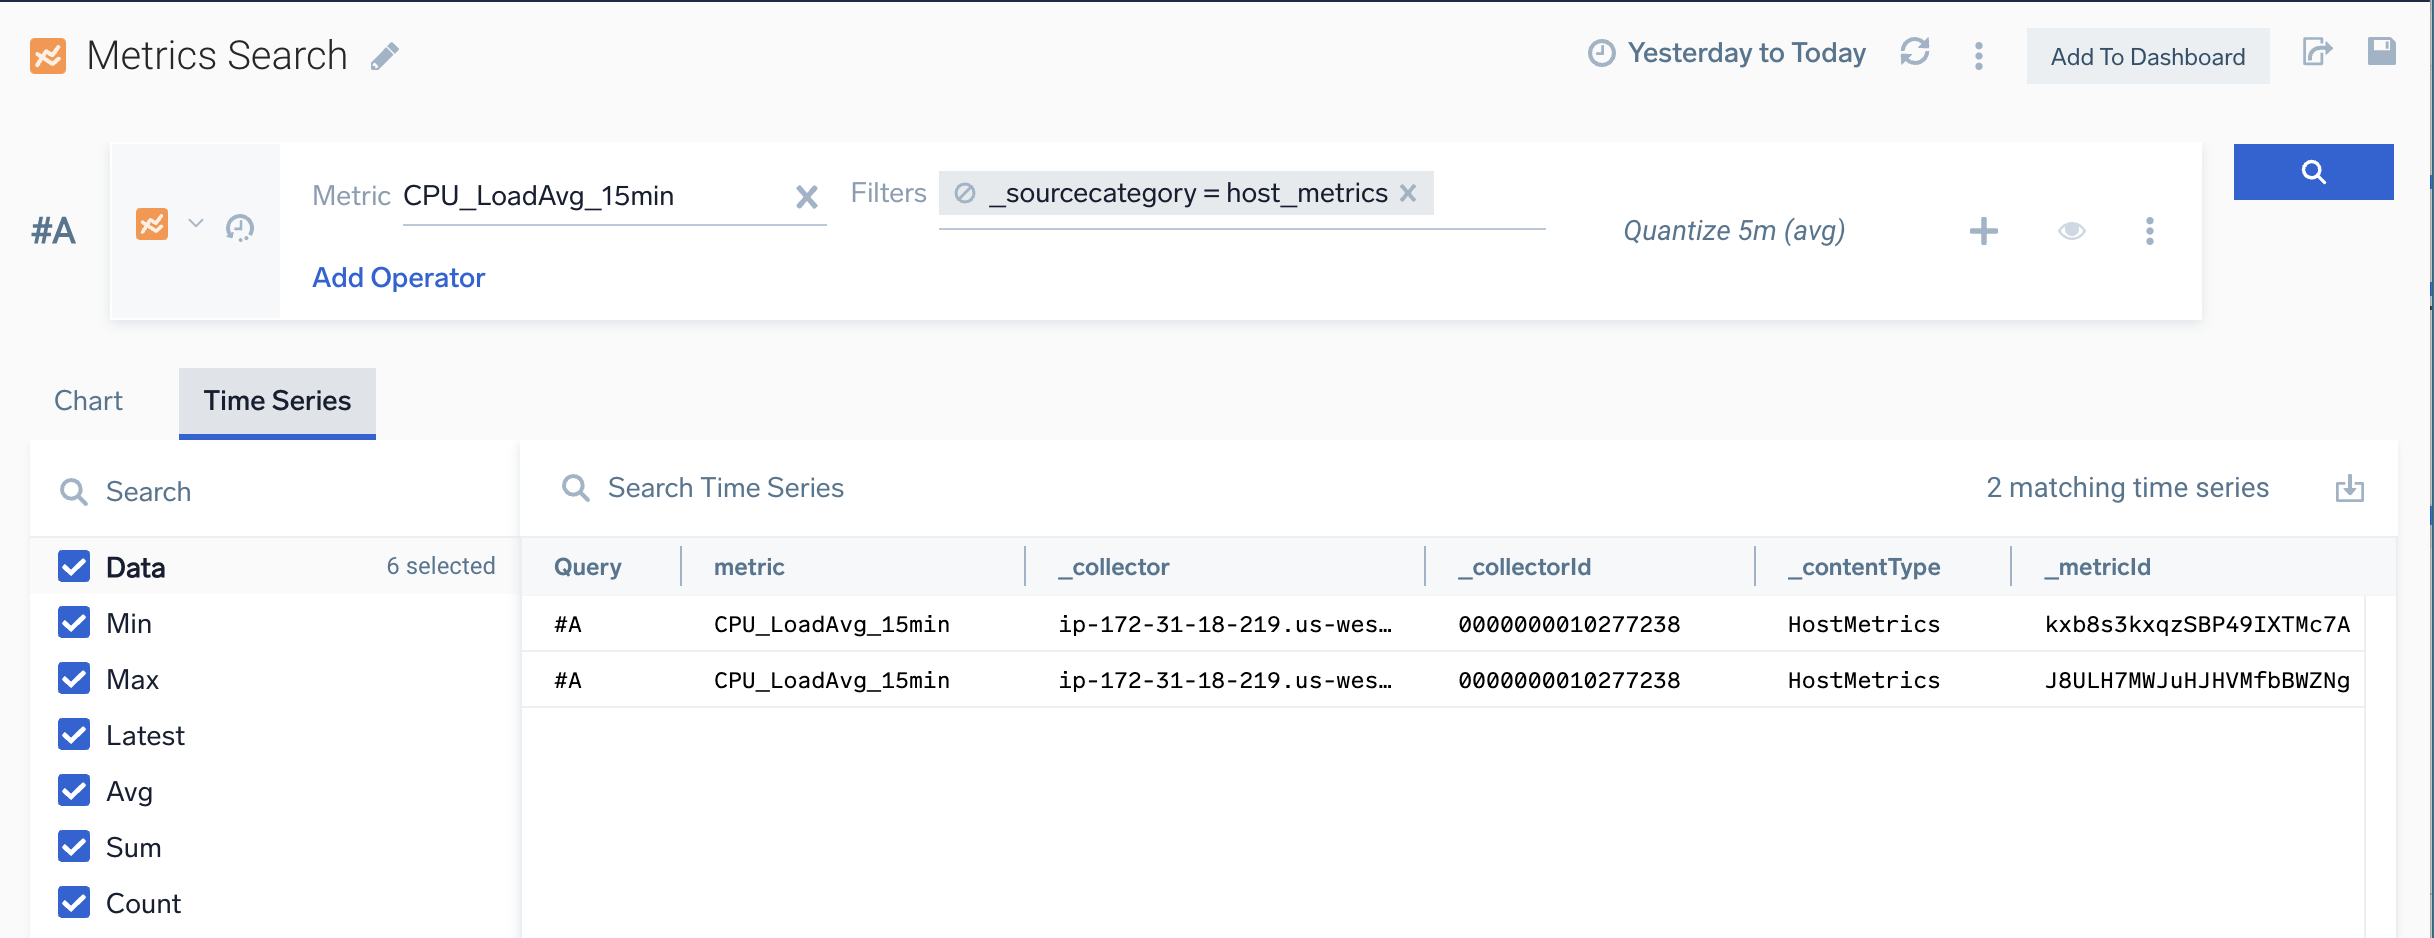 Metrics Search
Yesterday to Today
Add To Dashboard
#A
Metric CPU_LoadAvg_15min
Filters _sourcecategory = host_metrics
Quantize 5m (avg)
Add Operator
Chart
Time Series
Search
Search Time Series
2 matching time series
Data 6 selected
Min
Max
Latest
Avg
Sum
Count
Query metric _collector _collectorId _contentType _metricId
#A CPU_LoadAvg_15min ip-172-31-18-219.us-wes… 0000000010277238 HostMetrics kxb8s3kxqzSBP49IXTMc7A
#A CPU_LoadAvg_15min ip-172-31-18-219.us-wes… 0000000010277238 HostMetrics J8ULH7MWJuHJHVMfbBWZNg